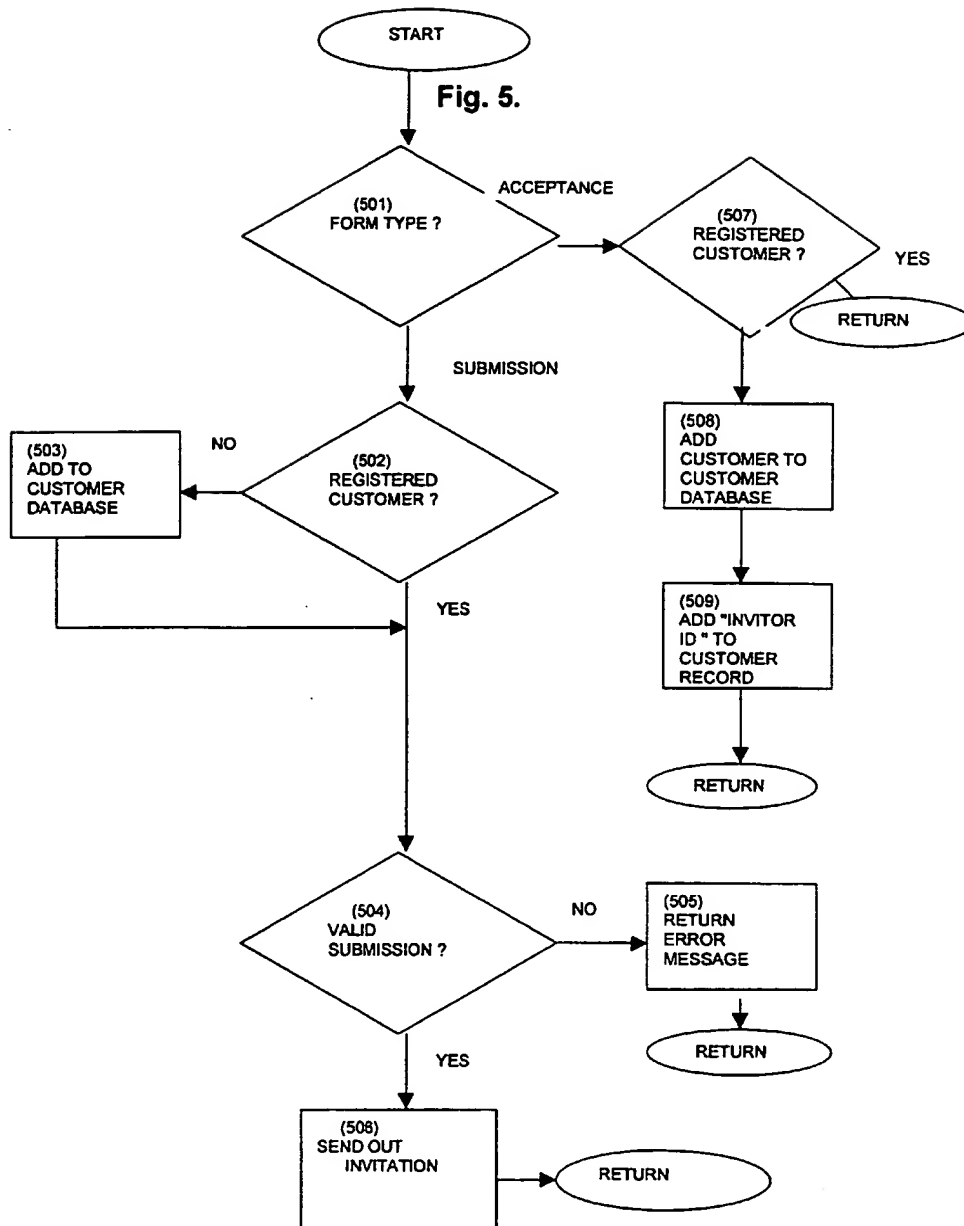 START
Fig. 5.
ACCEPTANCE
(501)
FORM TYPE ?
(507)
REGISTERED
CUSTOMER ?
YES
RETURN
SUBMISSION
(508)
ADD
CUSTOMER TO
CUSTOMER
DATABASE
NO
(503)
ADD TO
CUSTOMER
DATABASE
(502)
REGISTERED
CUSTOMER ?
YES
(509)
ADD "INVITOR
ID " TO
CUSTOMER
RECORD
RETURN
(504)
VALID
SUBMISSION ?
NO
(505)
RETURN
ERROR
MESSAGE
RETURN
YES
(506)
SEND OUT
INVITATION
RETURN